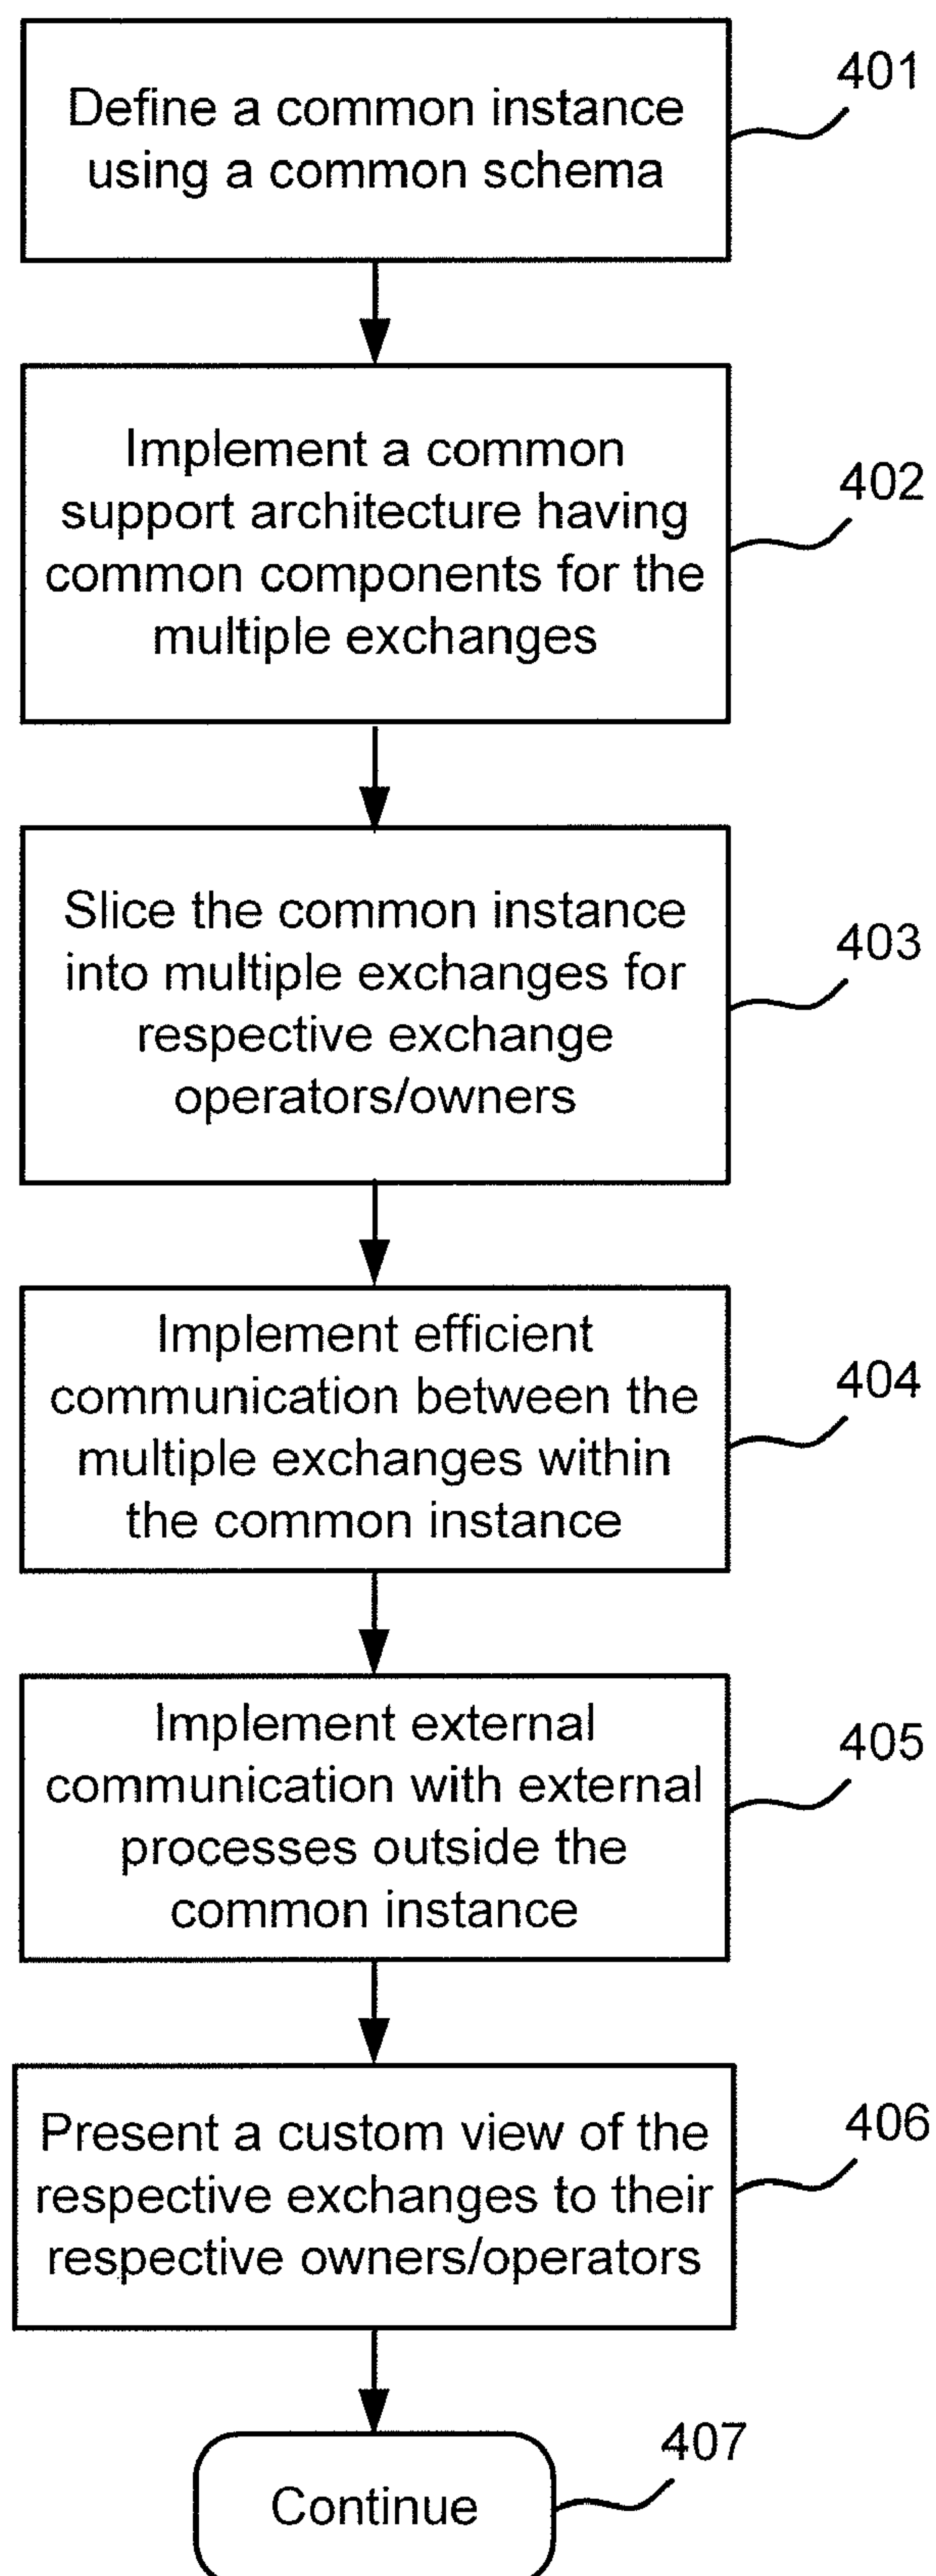 Define a common instance
using a common schema
401
Implement a common
support architecture having
common components for the
multiple exchanges
402
Slice the common instance
into multiple exchanges for
respective exchange
operators/owners
403
Implement efficient
communication between the
multiple exchanges within
the common instance
404
Implement external
communication with external
processes outside the
common instance
405
Present a custom view of the
respective exchanges to their
respective owners/operators
406
Continue
407